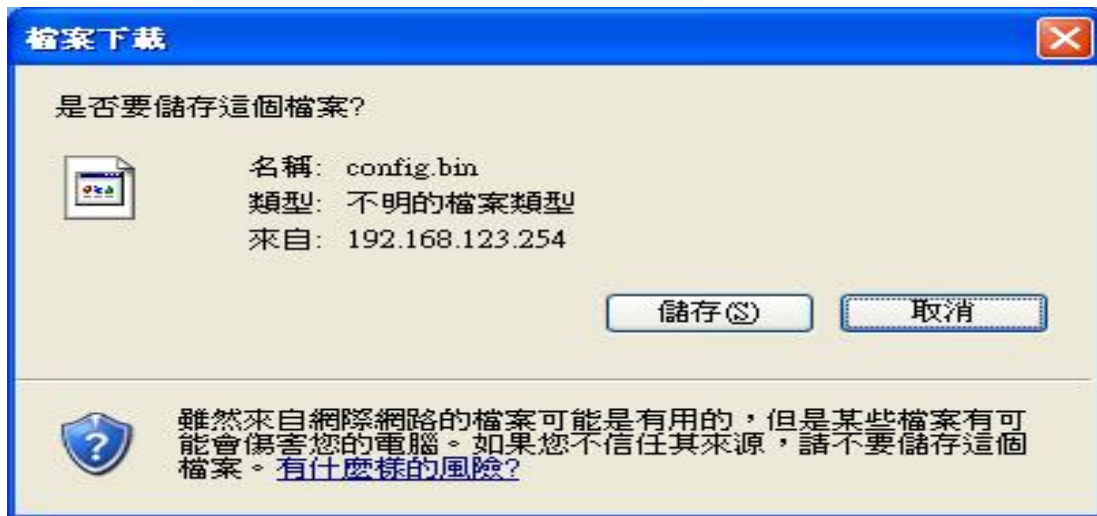 檔案下載
是否要儲存這個檔案?
名稱: config.bin
類型: 不明的檔案類型
來自: 192.168.123.254
儲存(S)
取消
雖然來自網際網路的檔案可能是有用的，但是某些檔案有可
能會傷害您的電腦。如果您不信任其來源，請不要儲存這個
檔案。有什麼樣的風險?